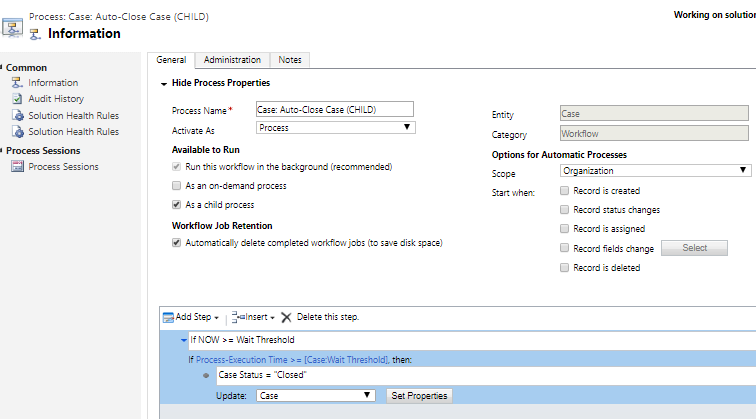 Process: Case: Auto-Close Case (CHILD)
Working on solution
Information
Common
Information
Audit History
Solution Health Rules
Solution Health Rules
Process Sessions
Process Sessions
General
Administration
Notes
Hide Process Properties
Process Name* Case: Auto-Close Case (CHILD)
Activate As Process
Available to Run
Run this workflow in the background (recommended)
As an on-demand process
As a child process
Workflow Job Retention
Automatically delete completed workflow jobs (to save disk space)
Entity Case
Category Workflow
Options for Automatic Processes
Scope Organization
Start when: Record is created
Record status changes
Record is assigned
Record fields change Select
Record is deleted
Add Step Insert Delete this step.
If NOW >= Wait Threshold
If Process-Execution Time >= [Case:Wait Threshold], then:
Case Status = "Closed"
Update: Case Set Properties